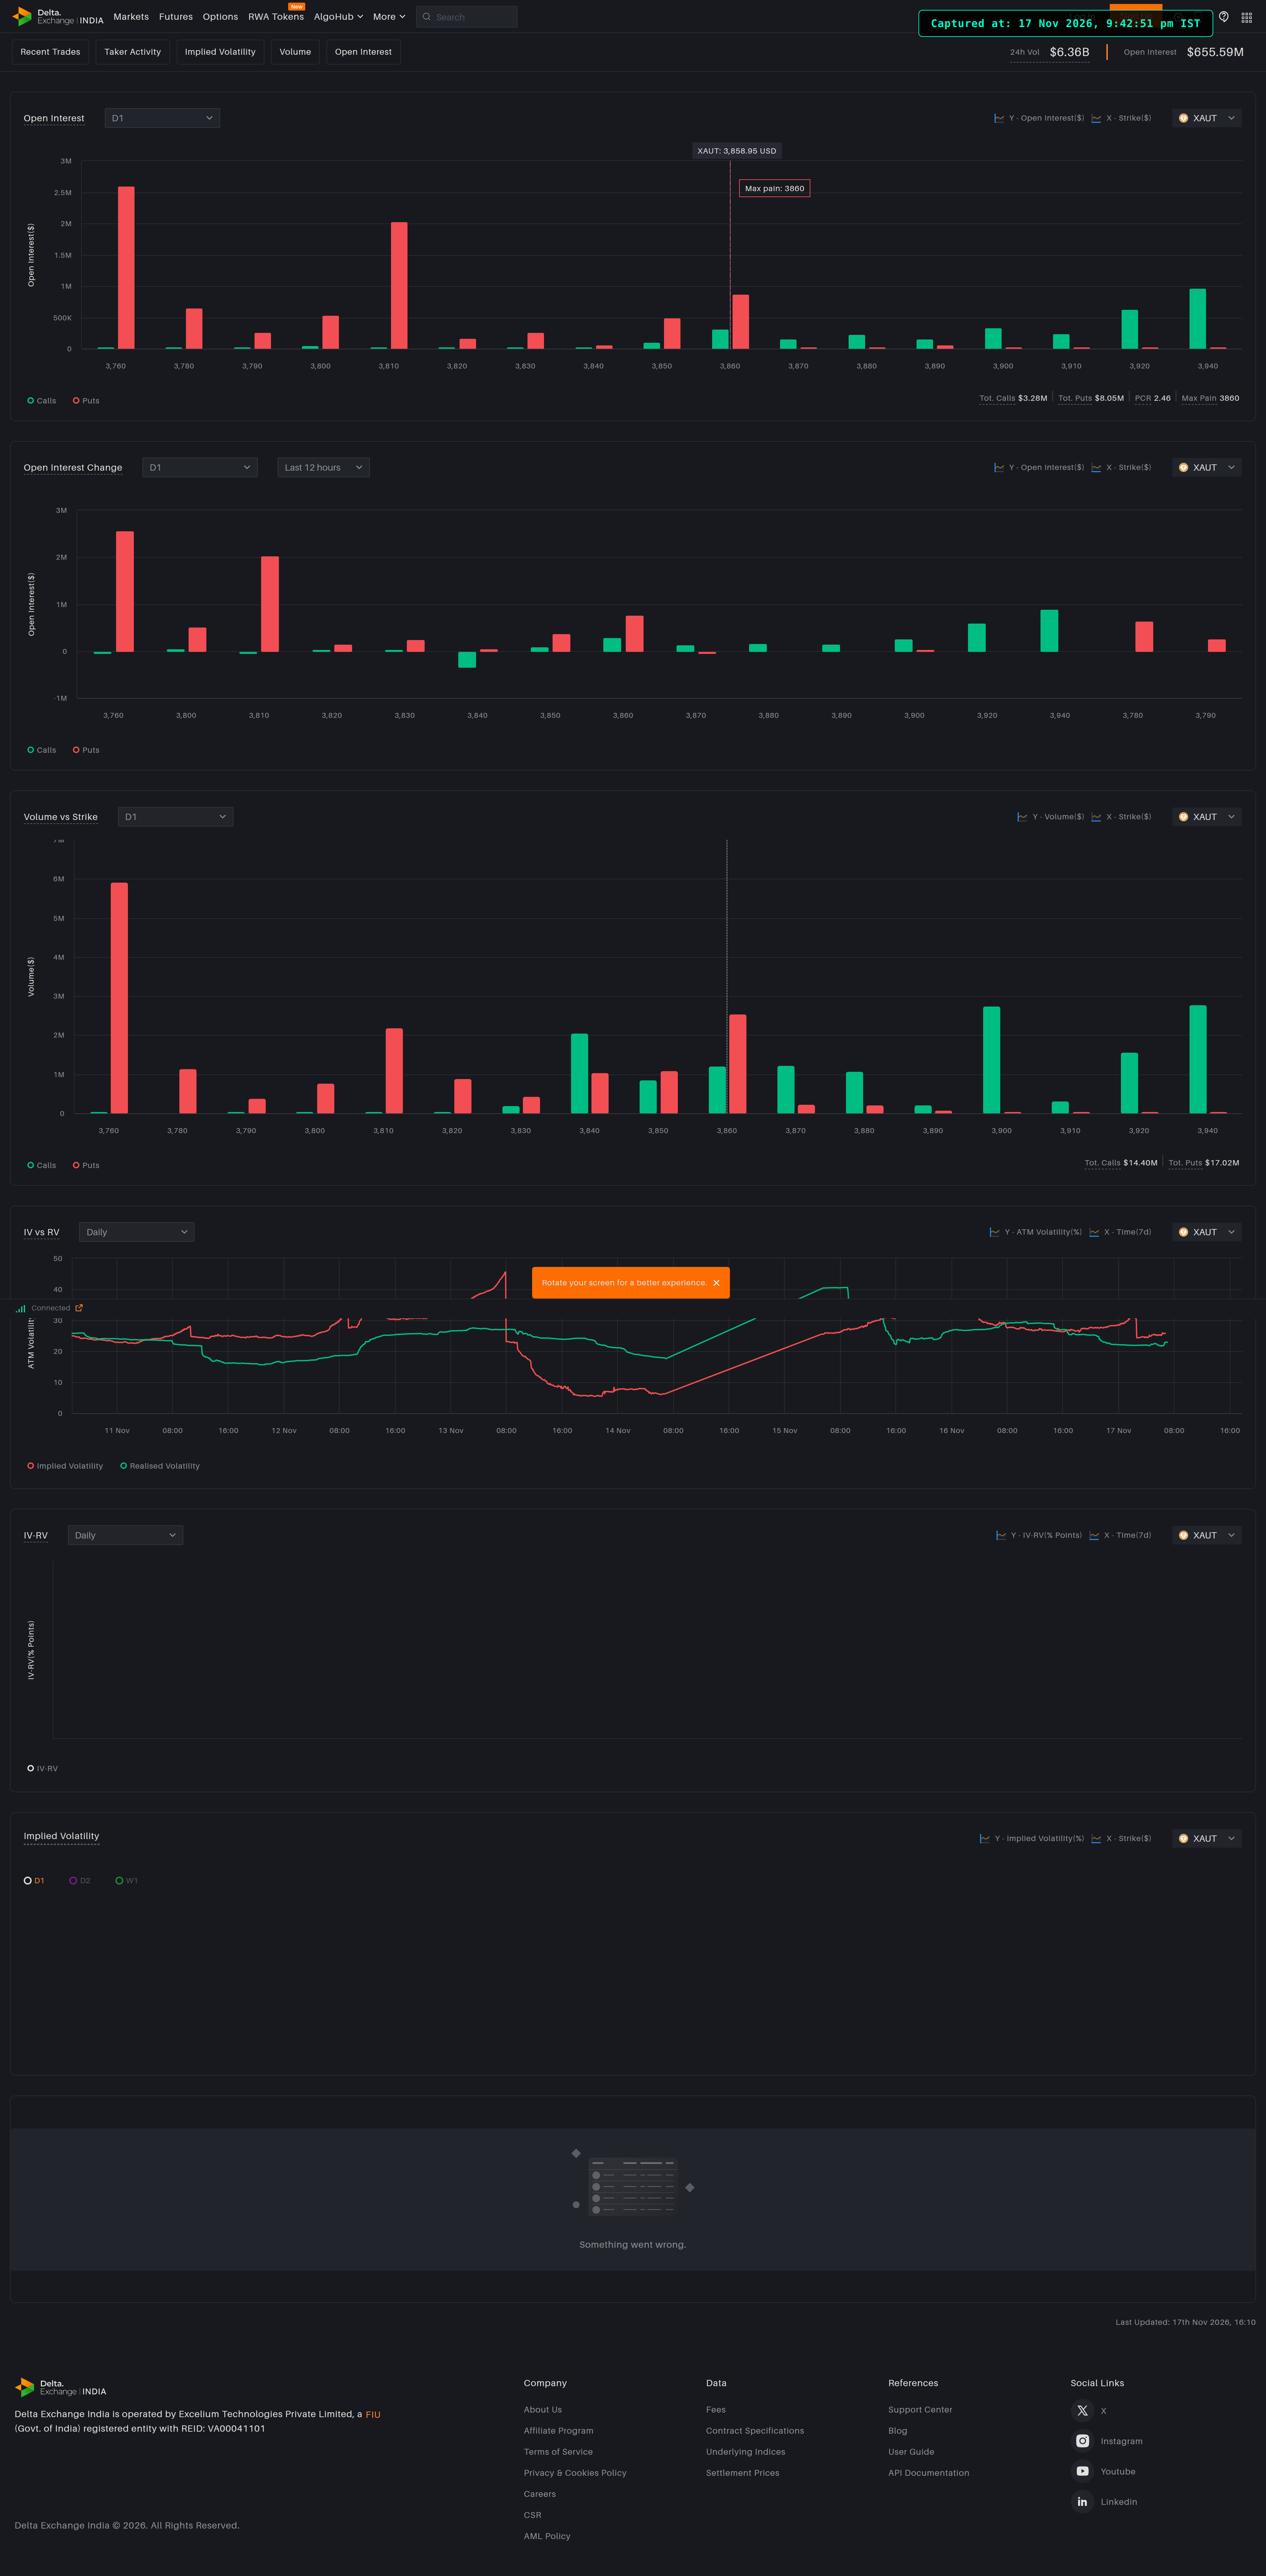 Delta.
Exchange | INDIA
Markets Futures Options RWA Tokens New AlgoHub More Search
Captured at: 17 Nov 2026, 9:42:51 pm IST
Recent Trades Taker Activity Implied Volatility Volume Open Interest
24h Vol $6.36B Open Interest $655.59M
Open Interest D1 Y - Open Interest($) X - Strike($) XAUT
XAUT: 3,858.95 USD
Max pain: 3860
Open Interest($)
3M
2.5M
2M
1.5M
1M
500K
0
3,760 3,780 3,790 3,800 3,810 3,820 3,830 3,840 3,850 3,860 3,870 3,880 3,890 3,900 3,910 3,920 3,940
Calls Puts
Tot. Calls $3.28M Tot. Puts $8.05M PCR 2.46 Max Pain 3860
Open Interest Change D1 Last 12 hours Y - Open Interest($) X - Strike($) XAUT
Open Interest($)
3M
2M
1M
0
-1M
3,760 3,800 3,810 3,820 3,830 3,840 3,850 3,860 3,870 3,880 3,890 3,900 3,920 3,940 3,780 3,790
Calls Puts
Volume vs Strike D1 Y - Volume($) X - Strike($) XAUT
Volume($)
7M
6M
5M
4M
3M
2M
1M
0
3,760 3,780 3,790 3,800 3,810 3,820 3,830 3,840 3,850 3,860 3,870 3,880 3,890 3,900 3,910 3,920 3,940
Calls Puts
Tot. Calls $14.40M Tot. Puts $17.02M
IV vs RV Daily Y - ATM Volatility(%) X - Time(7d) XAUT
50
40
Rotate your screen for a better experience.
Connected
ATM Volatilit
30
20
10
0
11 Nov 08:00 16:00 12 Nov 08:00 16:00 13 Nov 08:00 16:00 14 Nov 08:00 16:00 15 Nov 08:00 16:00 16 Nov 08:00 16:00 17 Nov 08:00 16:00
Implied Volatility Realised Volatility
IV-RV Daily Y - IV-RV(% Points) X - Time(7d) XAUT
IV-RV(% Points)
IV-RV
Implied Volatility Y - Implied Volatility(%) X - Strike($) XAUT
D1 D2 W1
Something went wrong.
Last Updated: 17th Nov 2026, 16:10
Delta.
Exchange | INDIA
Delta Exchange India is operated by Excelium Technologies Private Limited, a FIU
(Govt. of India) registered entity with REID: VA00041101
Delta Exchange India © 2026. All Rights Reserved.
Company
About Us
Affiliate Program
Terms of Service
Privacy & Cookies Policy
Careers
CSR
AML Policy
Data
Fees
Contract Specifications
Underlying Indices
Settlement Prices
References
Support Center
Blog
User Guide
API Documentation
Social Links
X
Instagram
Youtube
Linkedin